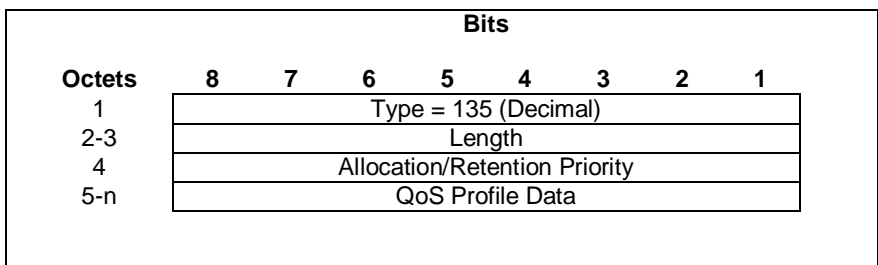 Bits
Octets 8 7 6 5 4 3 2 1
1 Type = 135 (Decimal)
2-3 Length
4 Allocation/Retention Priority
5-n QoS Profile Data